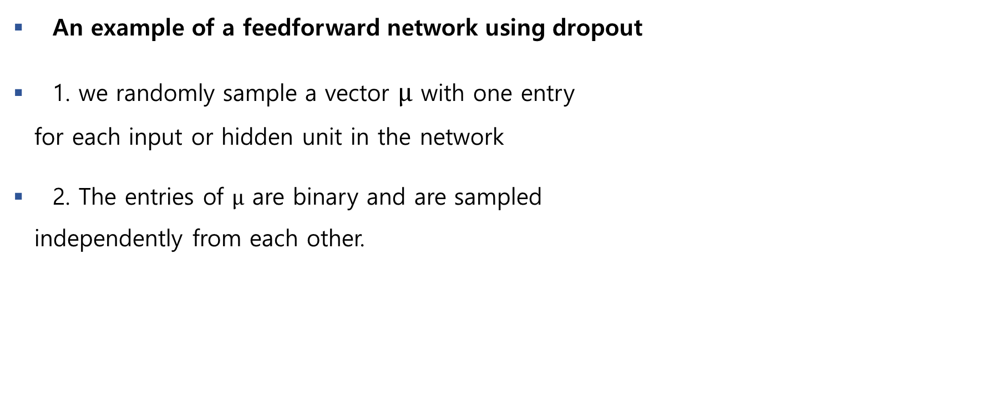 ▪ An example of a feedforward network using dropout
▪ 1. we randomly sample a vector μ with one entry
for each input or hidden unit in the network
▪ 2. The entries of μ are binary and are sampled
independently from each other.